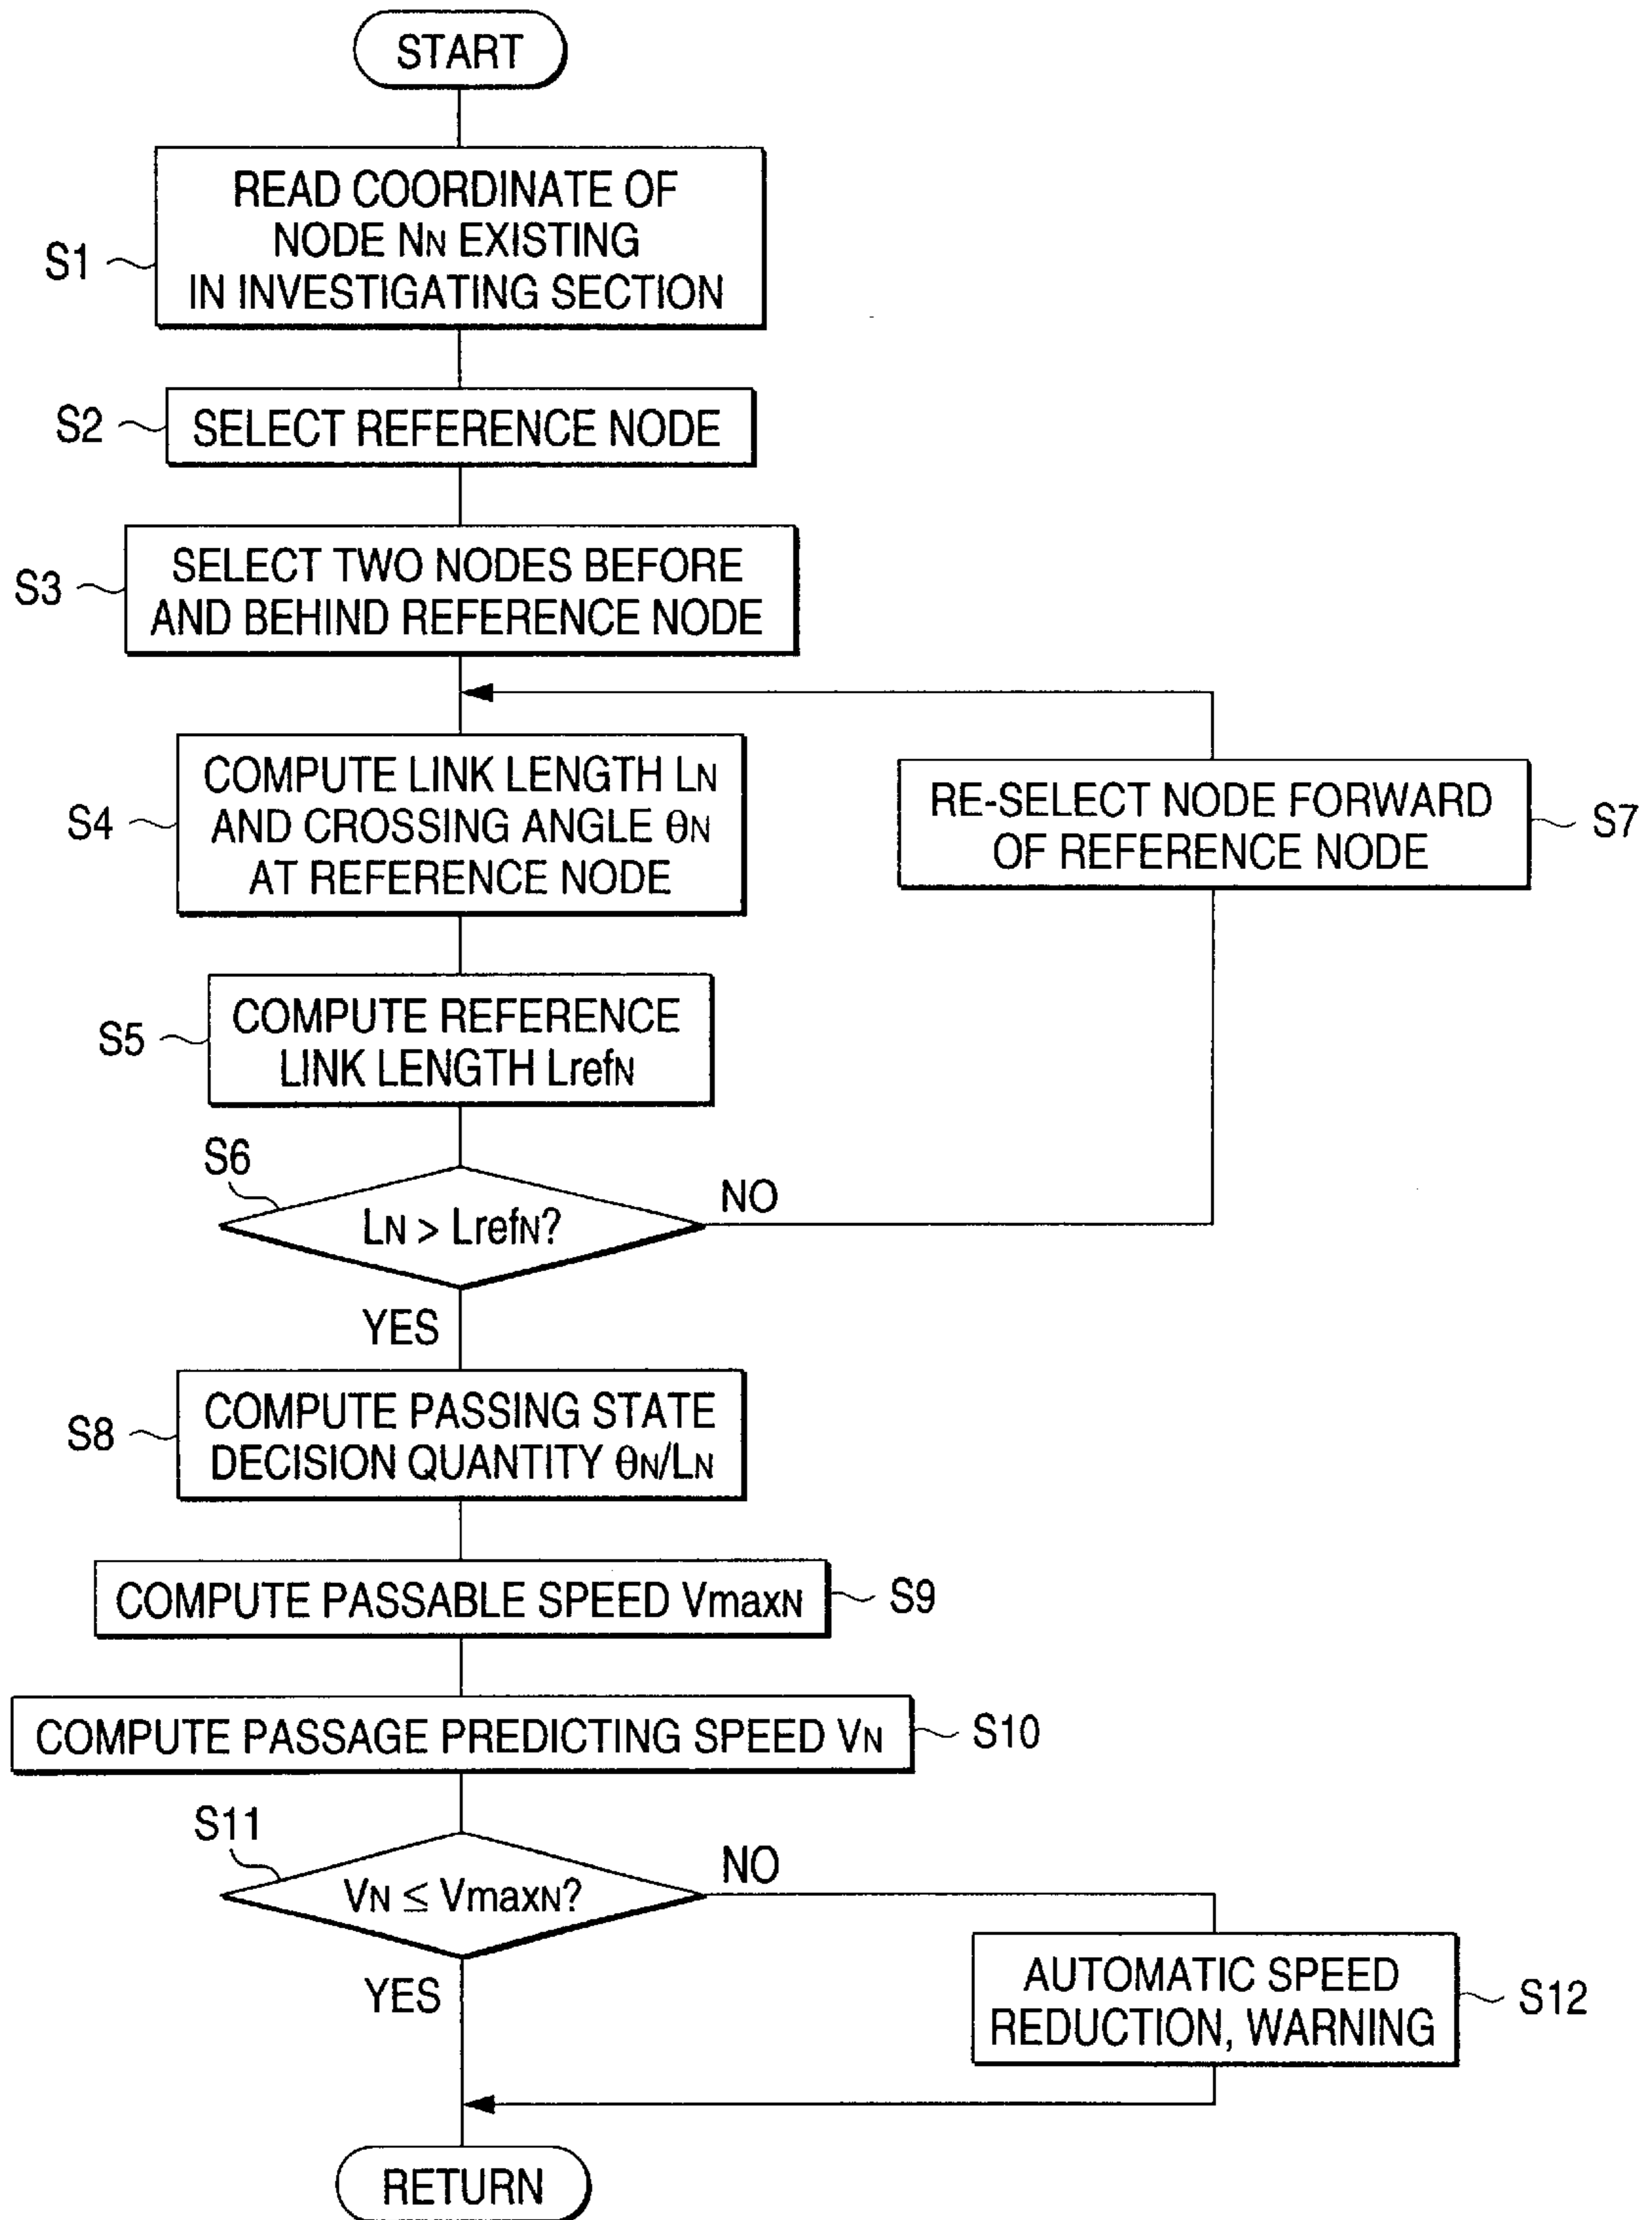 START
READ COORDINATE OF
NODE NN EXISTING
IN INVESTIGATING SECTION
S1
S2
SELECT REFERENCE NODE
SELECT TWO NODES BEFORE
AND BEHIND REFERENCE NODE
S3
COMPUTE LINK LENGTH LN
AND CROSSING ANGLE θN
AT REFERENCE NODE
S4
RE-SELECT NODE FORWARD
OF REFERENCE NODE
S7
COMPUTE REFERENCE
LINK LENGTH LrefN
S5
S6
LN > LrefN?
NO
YES
COMPUTE PASSING STATE
DECISION QUANTITY θN/LN
S8
COMPUTE PASSABLE SPEED VmaxN
S9
COMPUTE PASSAGE PREDICTING SPEED VN
S10
S11
VN ≤ VmaxN?
NO
YES
AUTOMATIC SPEED
REDUCTION, WARNING
S12
RETURN